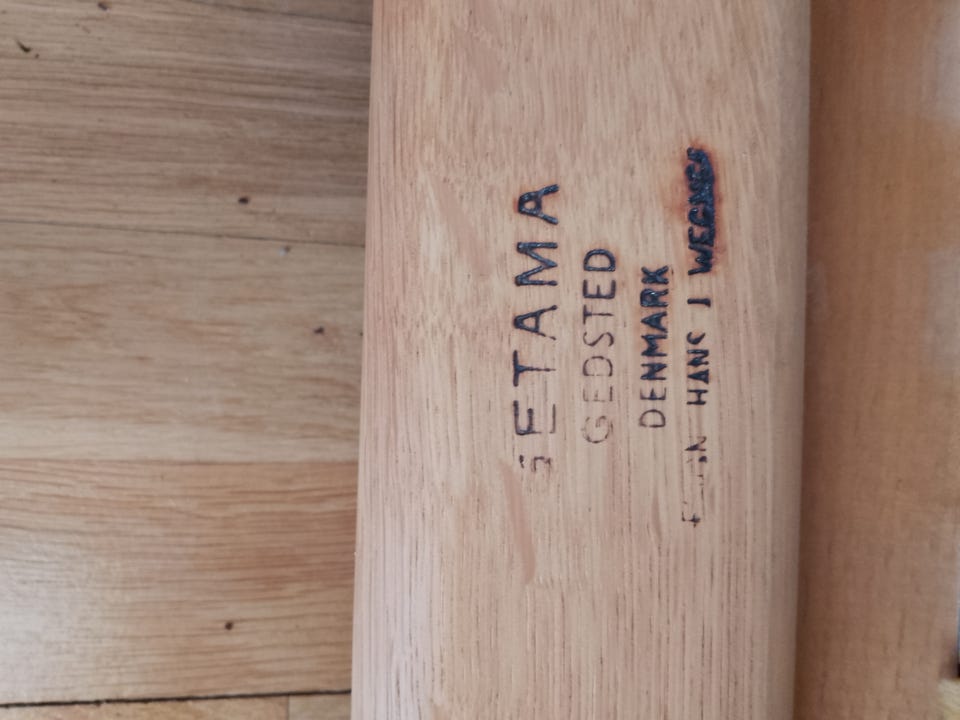 GETAMA
GEDSTED
DENMARK
HANS J WEGNER